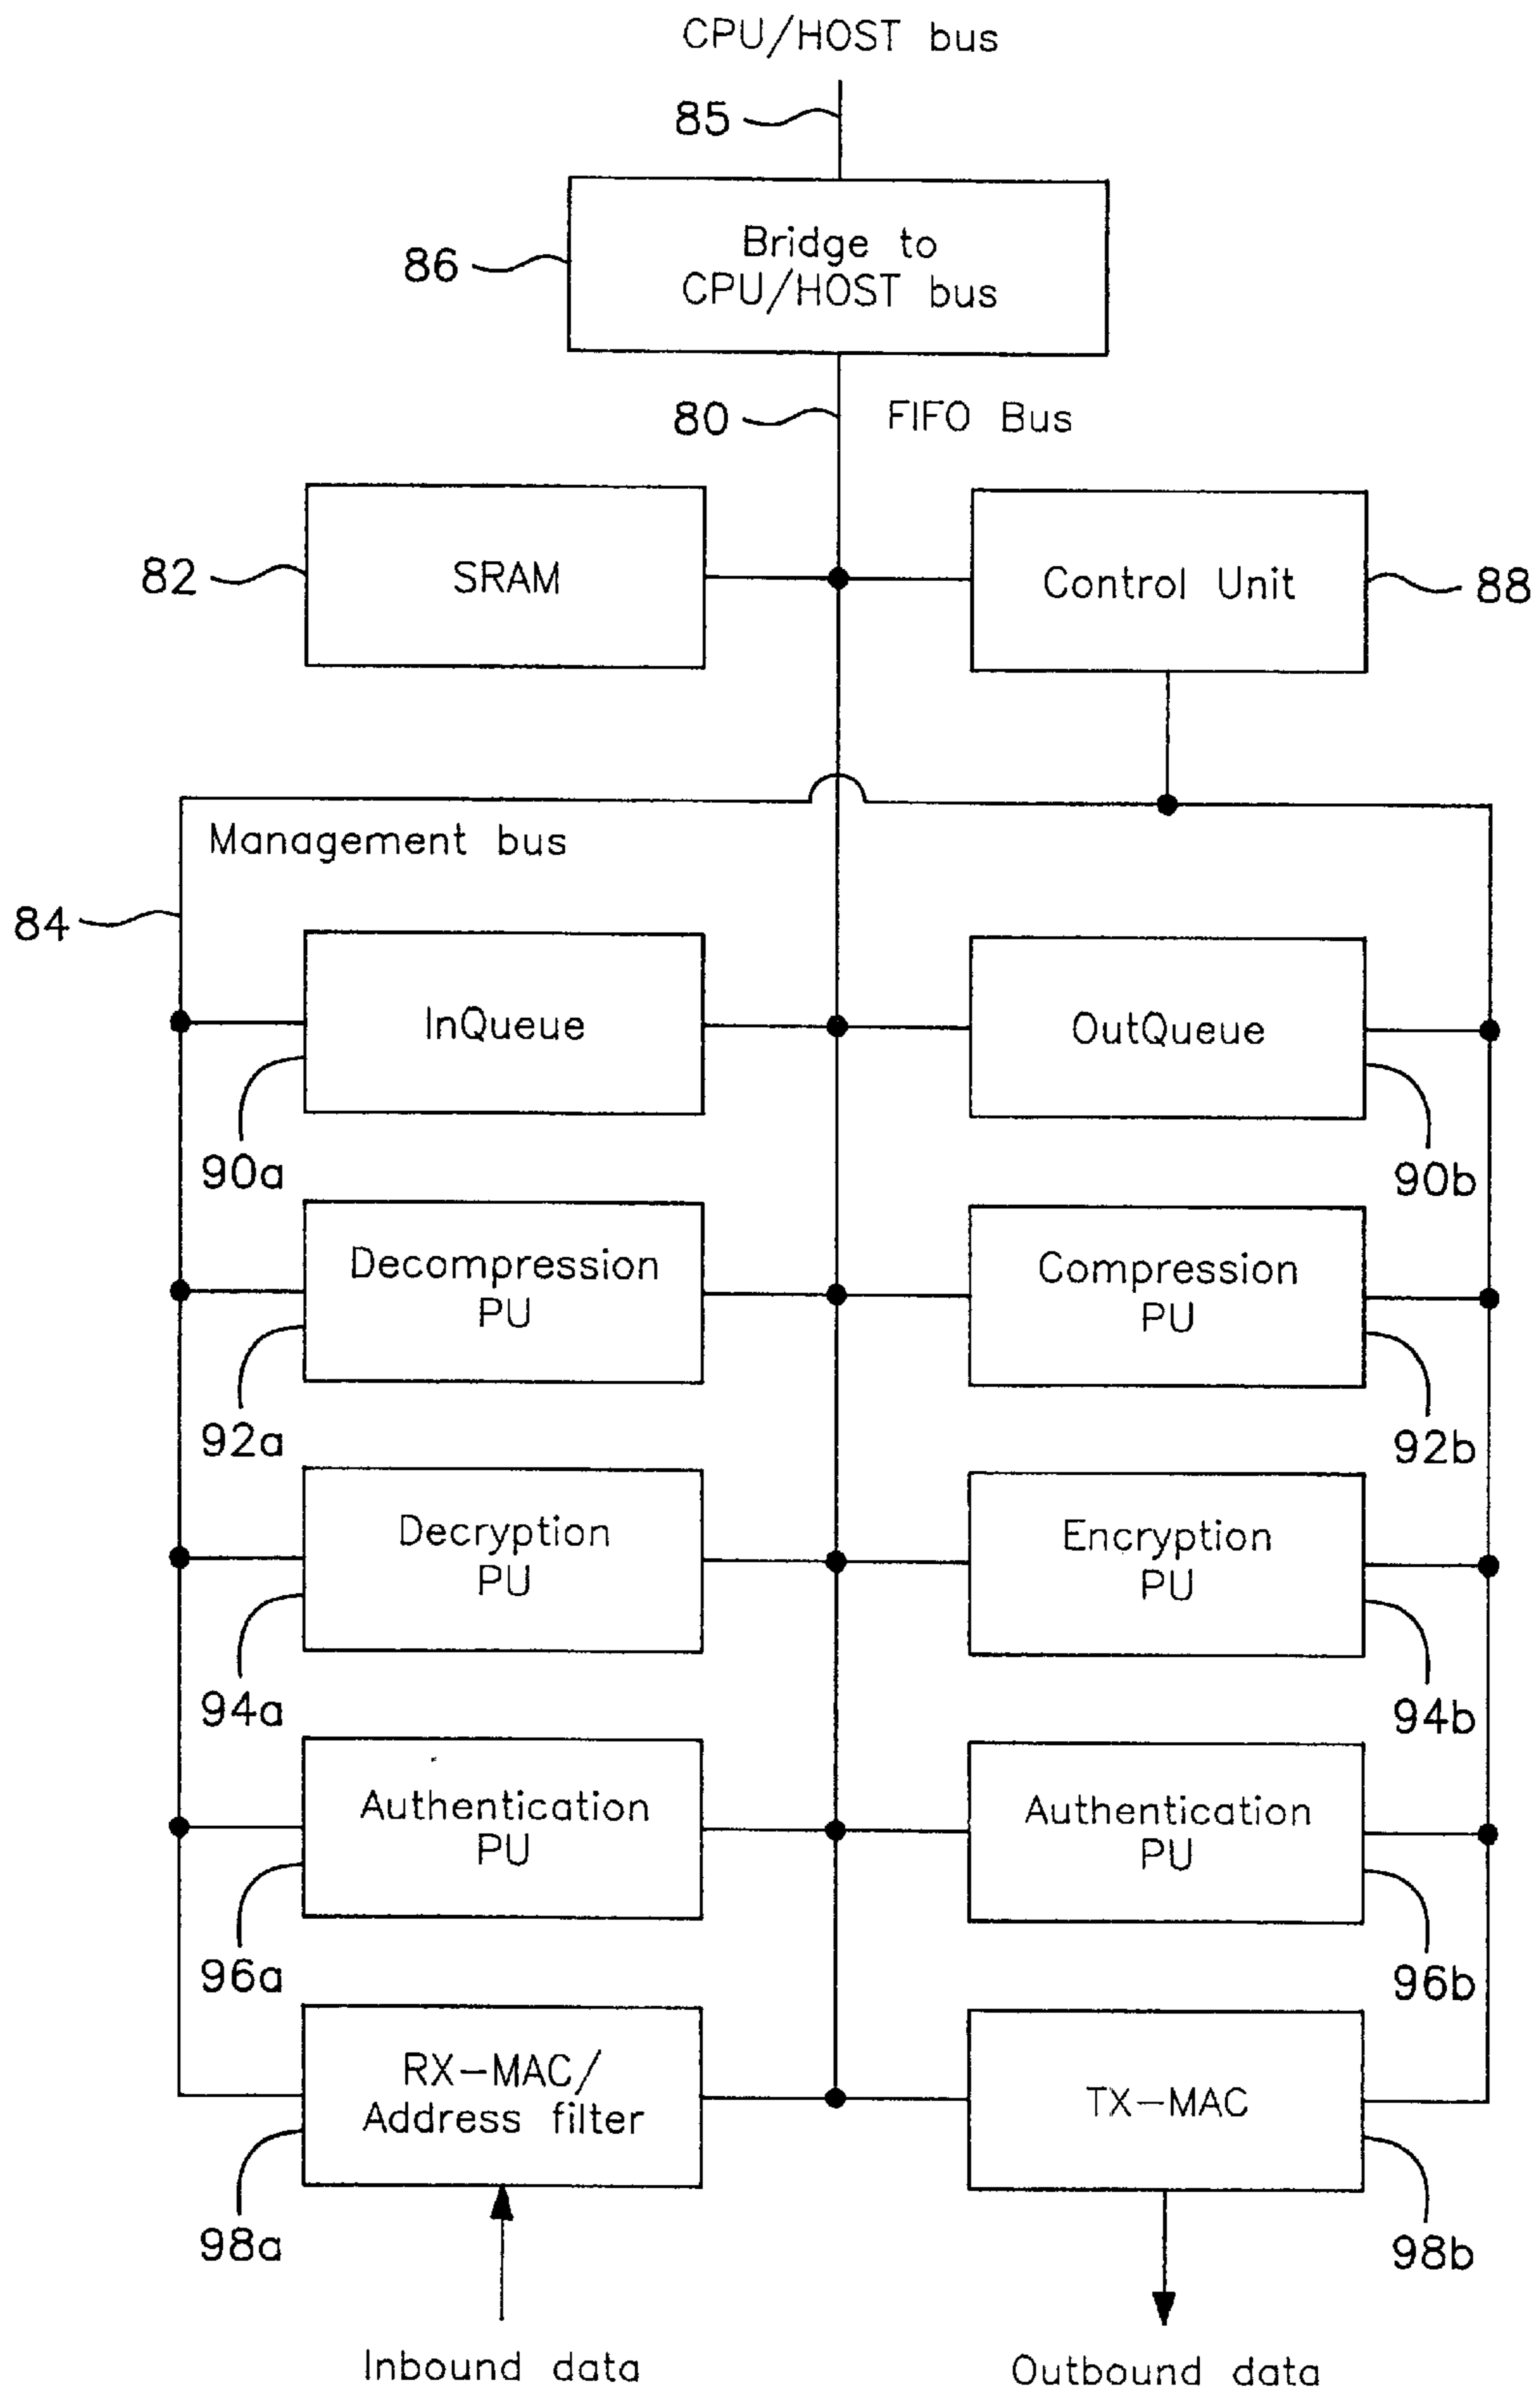 CPU/HOST bus
85
86
Bridge to
CPU/HOST bus
80
FIFO Bus
82
SRAM
Control Unit
88
Management bus
84
InQueue
OutQueue
90a
90b
Decompression
PU
Compression
PU
92a
92b
Decryption
PU
Encryption
PU
94a
94b
Authentication
PU
Authentication
PU
96a
96b
RX-MAC/
Address filter
TX-MAC
98a
98b
Inbound data
Outbound data